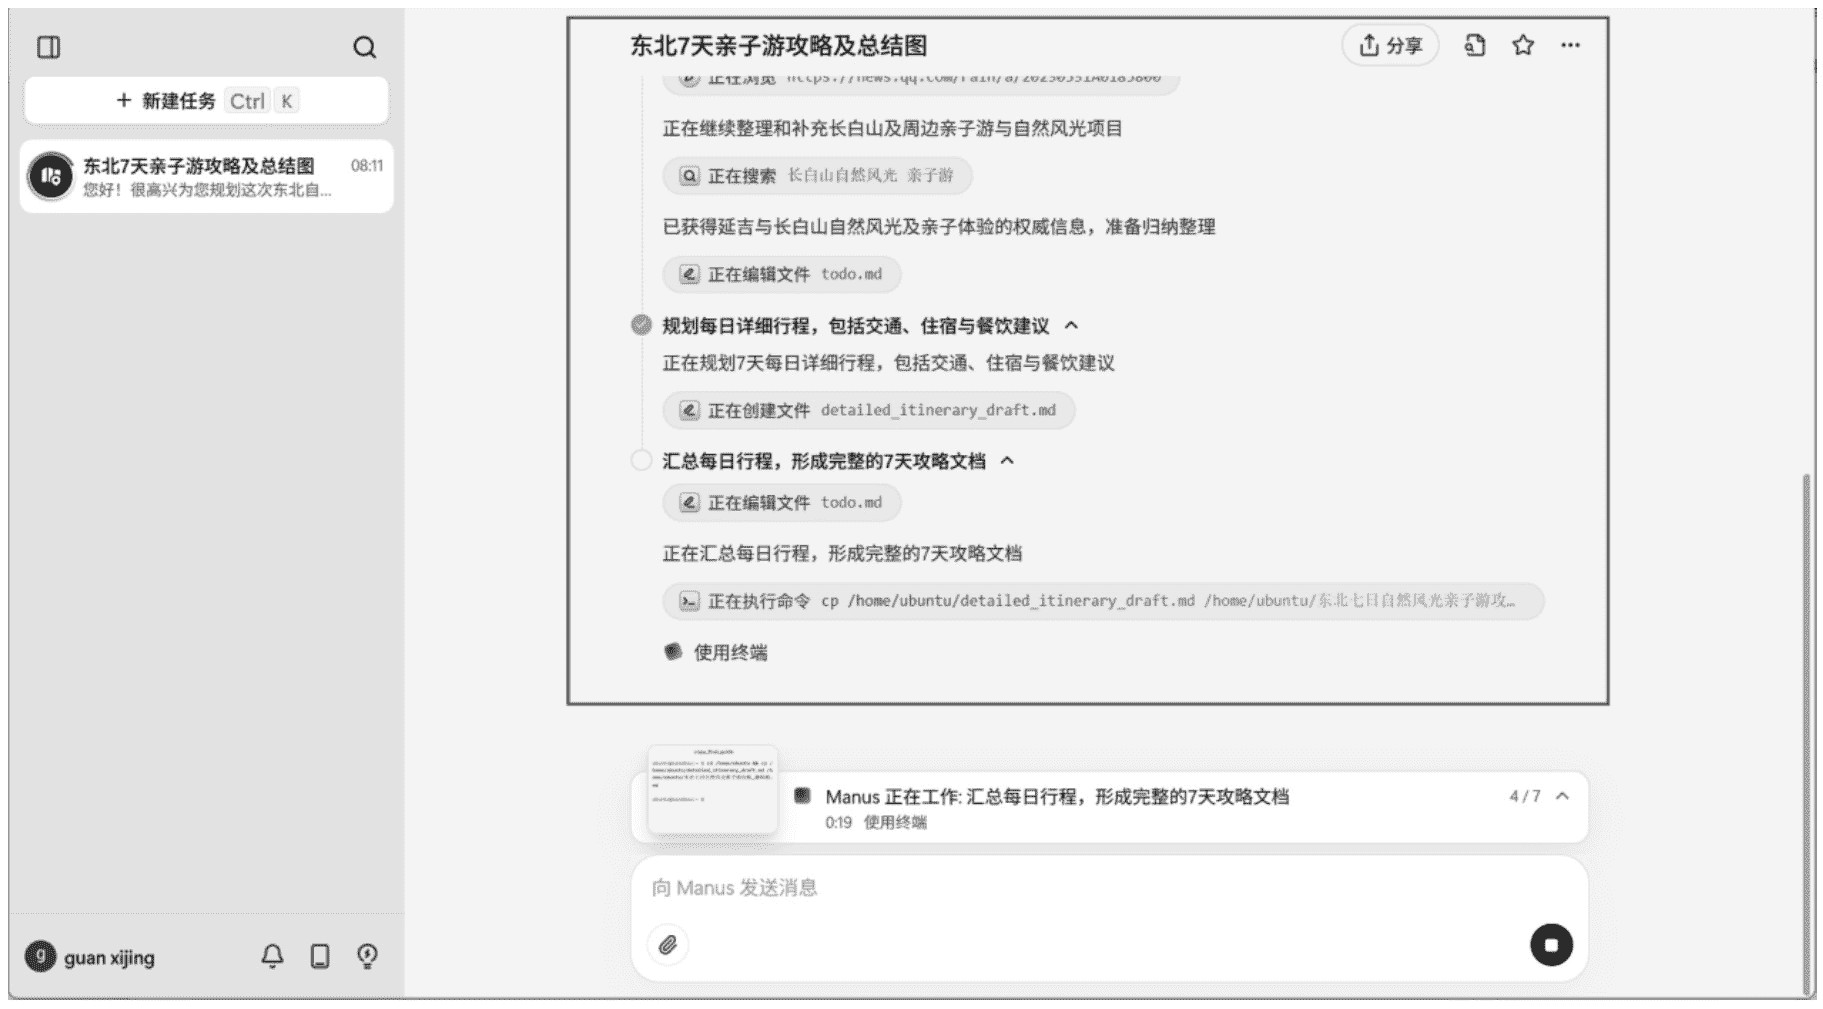 + 新建任务 Ctrl K
东北7天亲子游攻略及总结图 08:11
您好！很高兴为您规划这次东北自...
g guan xijing
东北7天亲子游攻略及总结图
分享
正在浏览
正在继续整理和补充长白山及周边亲子游与自然风光项目
正在搜索 长白山自然风光 亲子游
已获得延吉与长白山自然风光及亲子体验的权威信息，准备归纳整理
正在编辑文件 todo.md
规划每日详细行程，包括交通、住宿与餐饮建议
正在规划7天每日详细行程，包括交通、住宿与餐饮建议
正在创建文件 detailed_itinerary_draft.md
汇总每日行程，形成完整的7天攻略文档
正在编辑文件 todo.md
正在汇总每日行程，形成完整的7天攻略文档
正在执行命令 cp /home/ubuntu/detailed_itinerary_draft.md /home/ubuntu/东北七日自然风光亲子游攻…
使用终端
Manus 正在工作: 汇总每日行程，形成完整的7天攻略文档 4/7
0:19 使用终端
向 Manus 发送消息